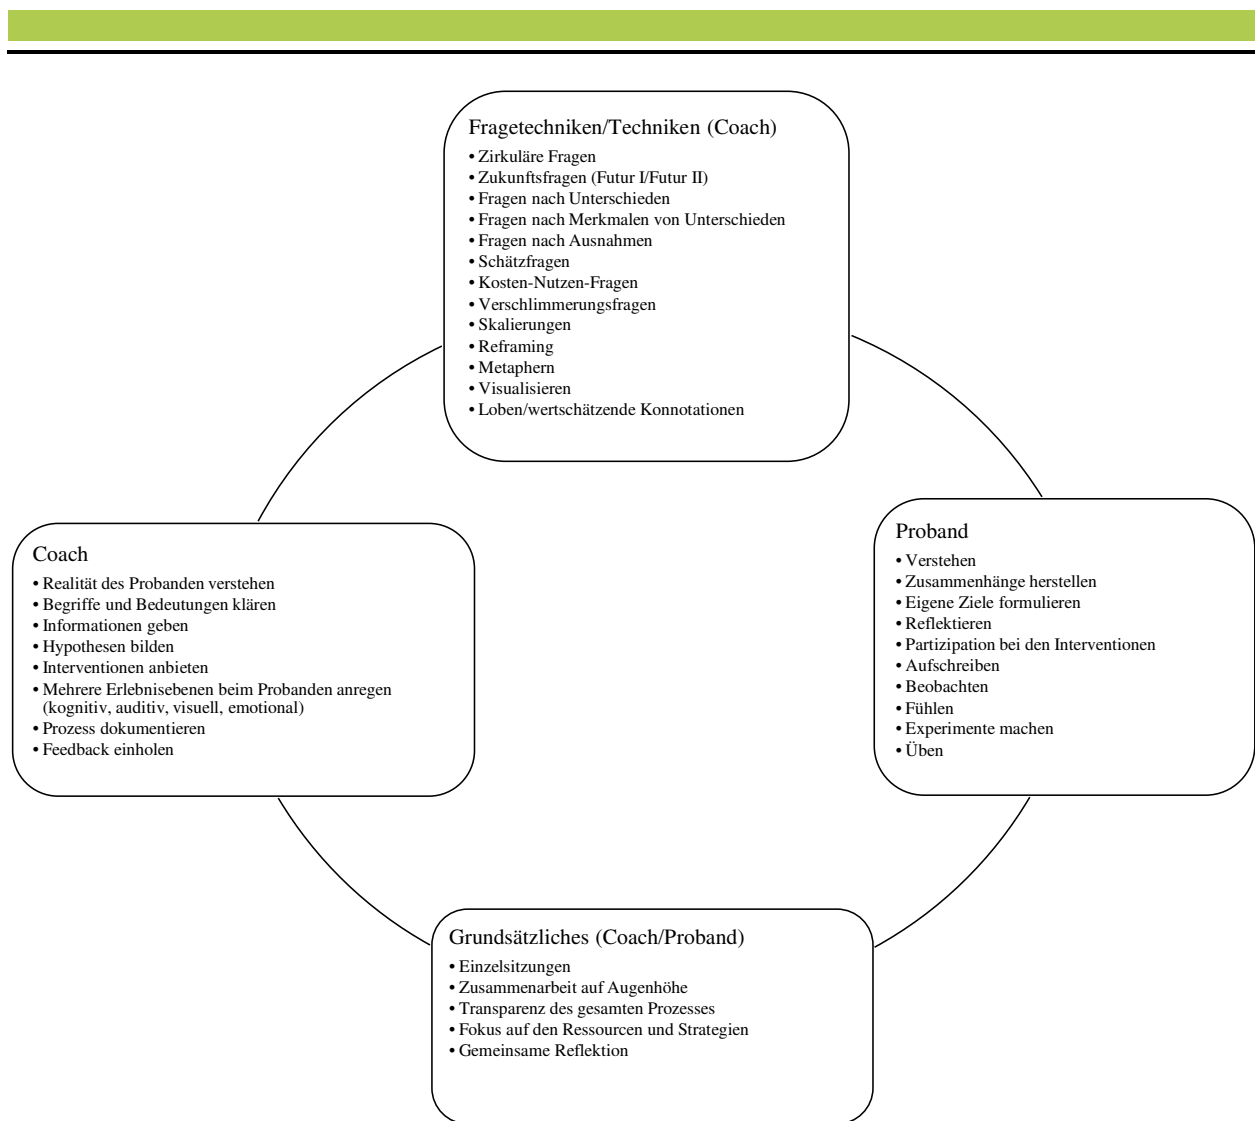 Fragetechniken/Techniken (Coach)
• Zirkuläre Fragen
• Zukunftsfragen (Futur I/Futur II)
• Fragen nach Unterschieden
• Fragen nach Merkmalen von Unterschieden
• Fragen nach Ausnahmen
• Schätzfragen
• Kosten-Nutzen-Fragen
• Verschlimmerungsfragen
• Skalierungen
• Reframing
• Metaphern
• Visualisieren
• Loben/wertschätzende Konnotationen
Coach
• Realität des Probanden verstehen
• Begriffe und Bedeutungen klären
• Informationen geben
• Hypothesen bilden
• Interventionen anbieten
• Mehrere Erlebnisebenen beim Probanden anregen
(kognitiv, auditiv, visuell, emotional)
• Prozess dokumentieren
• Feedback einholen
Proband
• Verstehen
• Zusammenhänge herstellen
• Eigene Ziele formulieren
• Reflektieren
• Partizipation bei den Interventionen
• Aufschreiben
• Beobachten
• Fühlen
• Experimente machen
• Üben
Grundsätzliches (Coach/Proband)
• Einzelsitzungen
• Zusammenarbeit auf Augenhöhe
• Transparenz des gesamten Prozesses
• Fokus auf den Ressourcen und Strategien
• Gemeinsame Reflektion